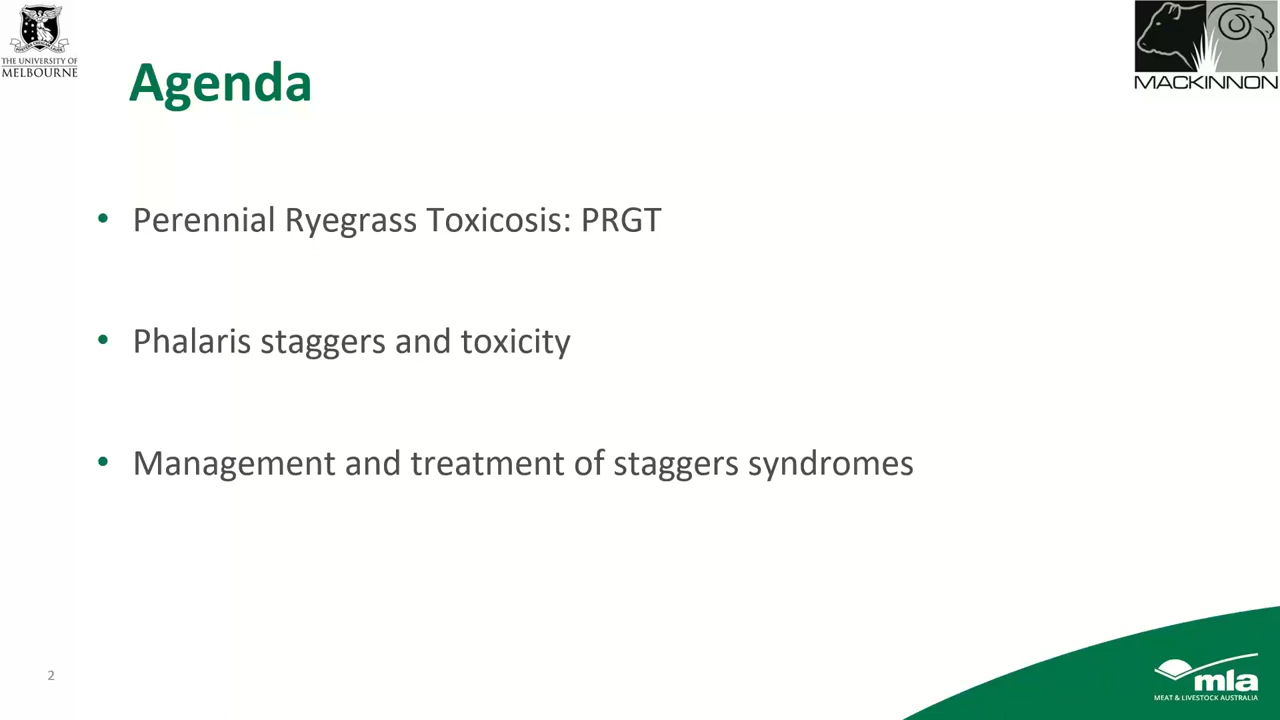 THE UNIVERSITY OF
MELBOURNE
MACKINNON
Agenda
• Perennial Ryegrass Toxicosis: PRGT
• Phalaris staggers and toxicity
• Management and treatment of staggers syndromes
2
mla
MEAT & LIVESTOCK AUSTRALIA